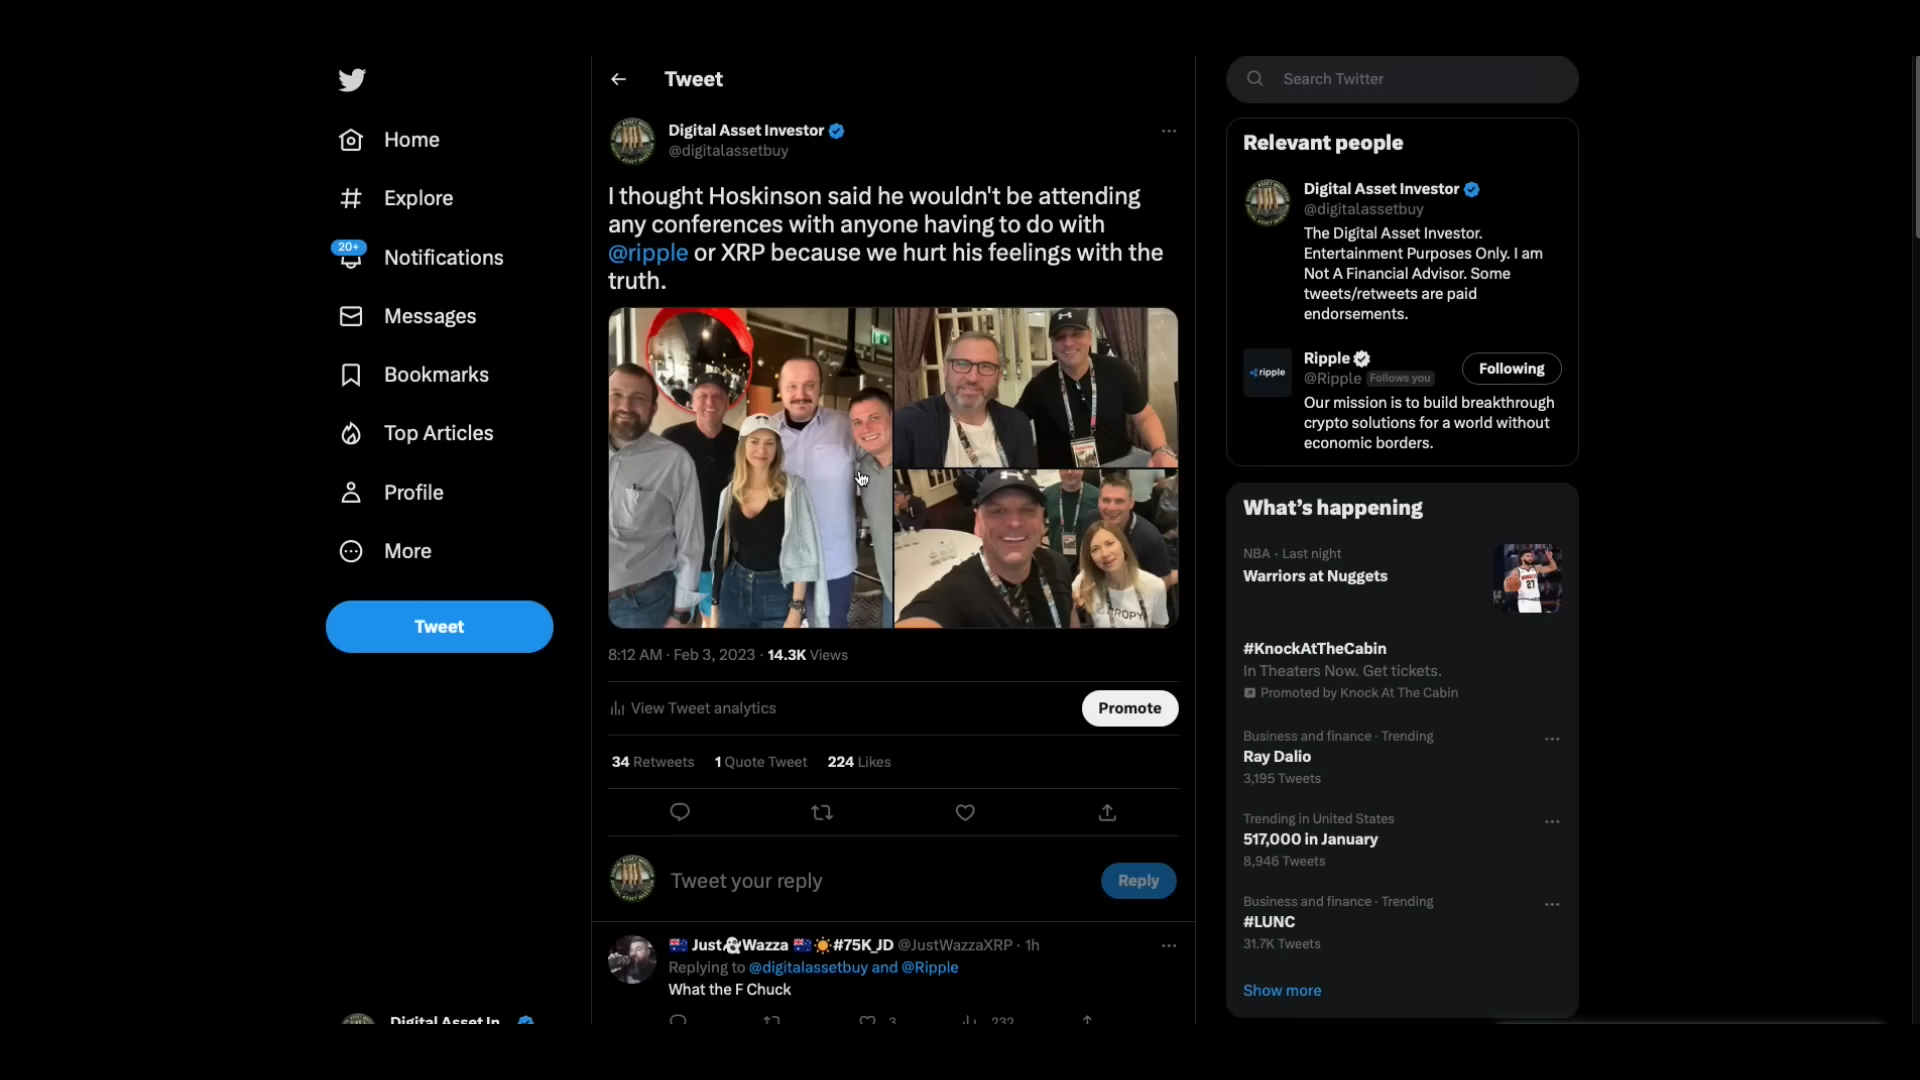 Home
Explore
20+
Notifications
Messages
Bookmarks
Top Articles
Profile
More
Tweet
Digital Asset In
Tweet
Digital Asset Investor
@digitalassetbuy
I thought Hoskinson said he wouldn't be attending
any conferences with anyone having to do with
@ripple or XRP because we hurt his feelings with the
truth.
8:12 AM · Feb 3, 2023 · 14.3K Views
View Tweet analytics
Promote
34 Retweets 1 Quote Tweet 224 Likes
Tweet your reply
Reply
Just Wazza #75K_JD @JustWazzaXRP · 1h
Replying to @digitalassetbuy and @Ripple
What the F Chuck
3 232
Search Twitter
Relevant people
Digital Asset Investor
@digitalassetbuy
The Digital Asset Investor.
Entertainment Purposes Only. I am
Not A Financial Advisor. Some
tweets/retweets are paid
endorsements.
ripple
Ripple
@Ripple Follows you
Following
Our mission is to build breakthrough
crypto solutions for a world without
economic borders.
What's happening
NBA · Last night
Warriors at Nuggets
#KnockAtTheCabin
In Theaters Now. Get tickets.
Promoted by Knock At The Cabin
Business and finance · Trending
Ray Dalio
3,195 Tweets
Trending in United States
517,000 in January
8,946 Tweets
Business and finance · Trending
#LUNC
31.7K Tweets
Show more